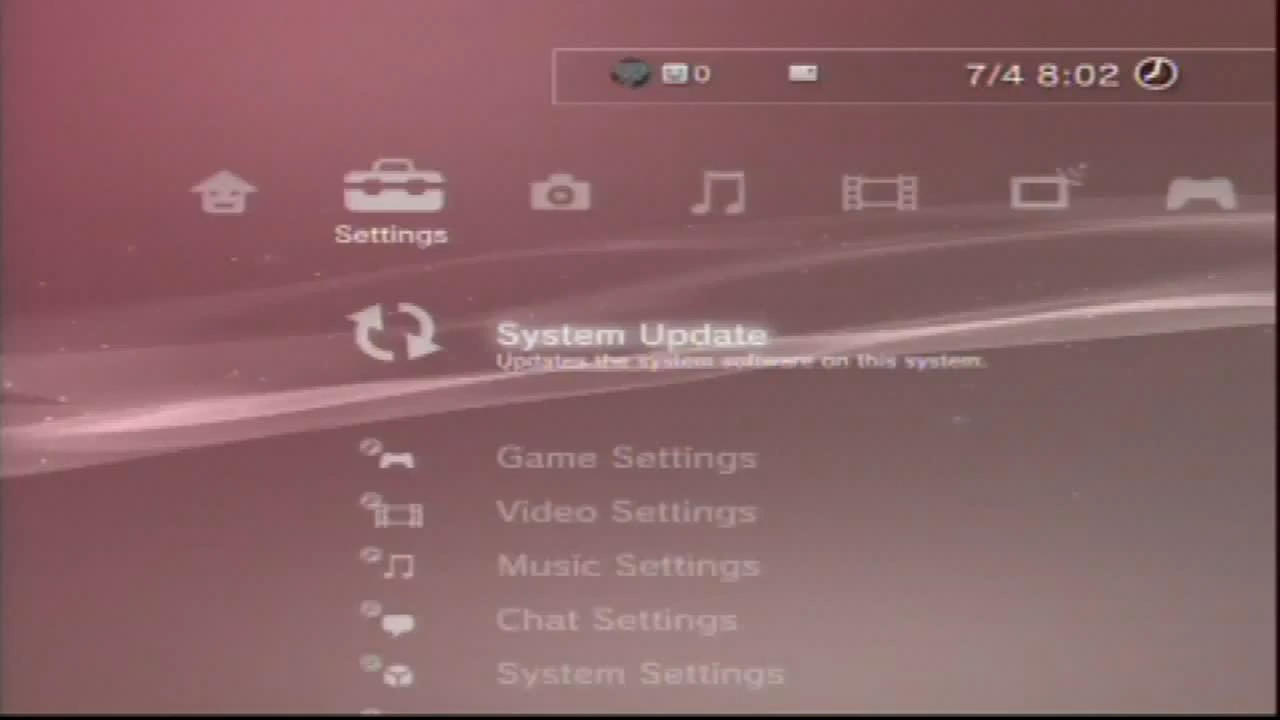 0 7/4 8:02
Settings
System Update
Updates the system software on this system.
Game Settings
Video Settings
Music Settings
Chat Settings
System Settings